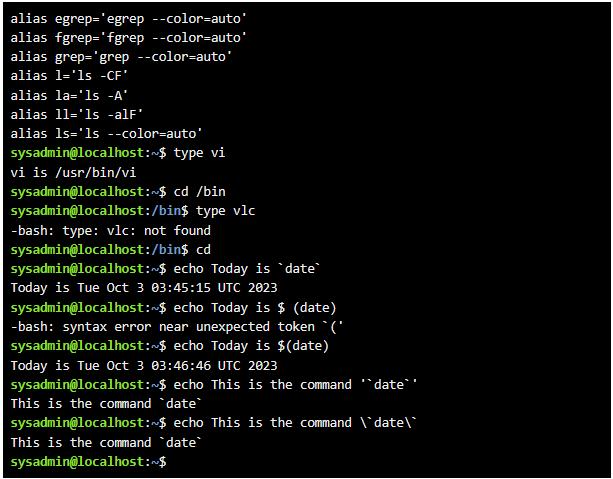 alias egrep='egrep --color=auto'
alias fgrep='fgrep --color=auto'
alias grep='grep --color=auto'
alias l='ls -CF'
alias la='ls -A'
alias ll='ls -alF'
alias ls='ls --color=auto'
sysadmin@localhost:~$ type vi
vi is /usr/bin/vi
sysadmin@localhost:~$ cd /bin
sysadmin@localhost:/bin$ type vlc
-bash: type: vlc: not found
sysadmin@localhost:/bin$ cd
sysadmin@localhost:~$ echo Today is `date`
Today is Tue Oct 3 03:45:15 UTC 2023
sysadmin@localhost:~$ echo Today is $ (date)
-bash: syntax error near unexpected token `('
sysadmin@localhost:~$ echo Today is $(date)
Today is Tue Oct 3 03:46:46 UTC 2023
sysadmin@localhost:~$ echo This is the command '`date`'
This is the command `date`
sysadmin@localhost:~$ echo This is the command \`date\`
This is the command `date`
sysadmin@localhost:~$